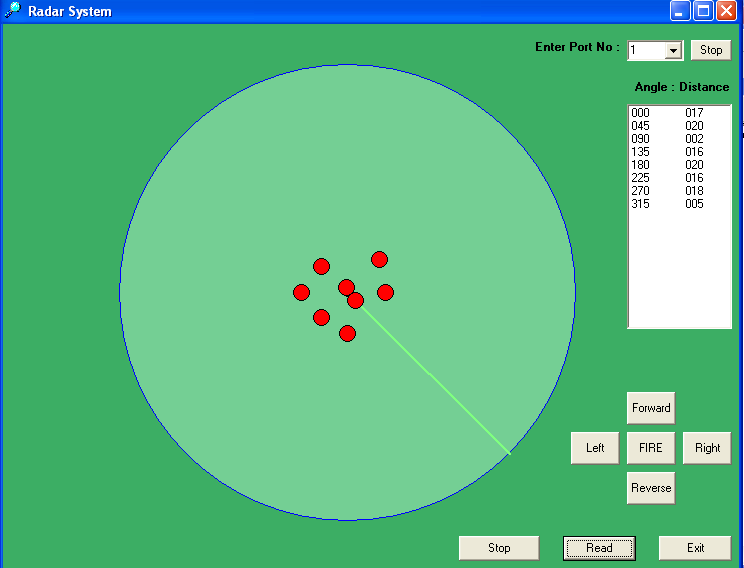 Radar System
Enter Port No : 1 Stop
Angle : Distance
000 017
045 020
090 002
135 016
180 020
225 016
270 018
315 005
Forward
Left FIRE Right
Reverse
Stop Read Exit